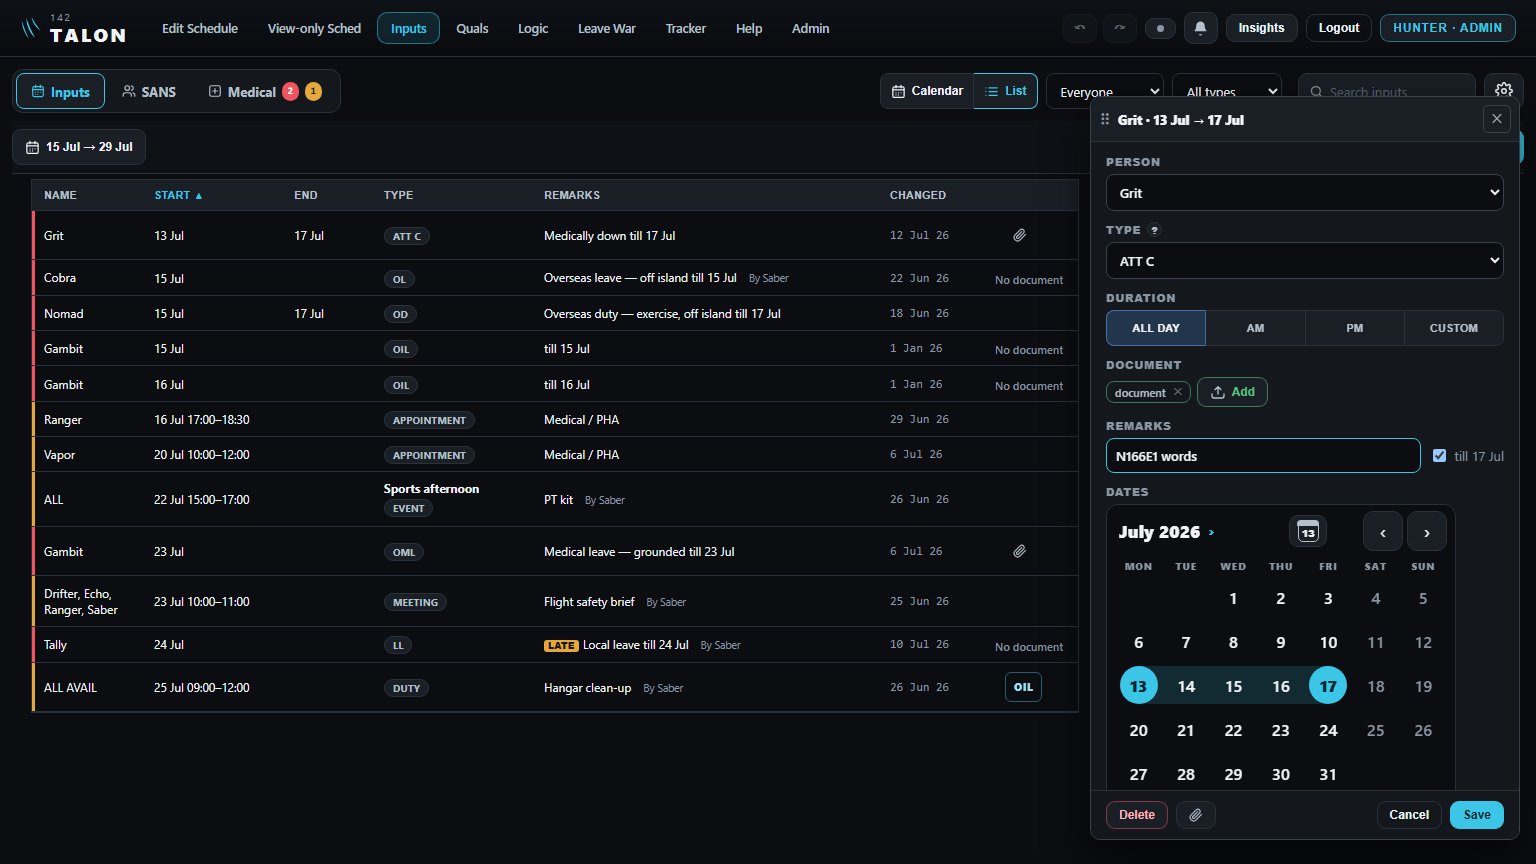 142
TALON
Edit Schedule
View-only Sched
Inputs
Quals
Logic
Leave War
Tracker
Help
Admin
Insights
Logout
HUNTER · ADMIN
Inputs
SANS
Medical 2 1
Calendar
List
Everyone
All types
Search inputs
15 Jul → 29 Jul
NAME START ▲ END TYPE REMARKS CHANGED
Grit 13 Jul 17 Jul ATT C Medically down till 17 Jul 12 Jul 26
Cobra 15 Jul OL Overseas leave — off island till 15 Jul By Saber 22 Jun 26 No document
Nomad 15 Jul 17 Jul OD Overseas duty — exercise, off island till 17 Jul 18 Jun 26
Gambit 15 Jul OIL till 15 Jul 1 Jan 26 No document
Gambit 16 Jul OIL till 16 Jul 1 Jan 26 No document
Ranger 16 Jul 17:00–18:30 APPOINTMENT Medical / PHA 29 Jun 26
Vapor 20 Jul 10:00–12:00 APPOINTMENT Medical / PHA 6 Jul 26
ALL 22 Jul 15:00–17:00 Sports afternoon EVENT PT kit By Saber 26 Jun 26
Gambit 23 Jul OML Medical leave — grounded till 23 Jul 6 Jul 26
Drifter, Echo, Ranger, Saber 23 Jul 10:00–11:00 MEETING Flight safety brief By Saber 25 Jun 26
Tally 24 Jul LL LATE Local leave till 24 Jul By Saber 10 Jul 26 No document
ALL AVAIL 25 Jul 09:00–12:00 DUTY Hangar clean-up By Saber 26 Jun 26 OIL
Grit · 13 Jul → 17 Jul
PERSON
Grit
TYPE ?
ATT C
DURATION
ALL DAY AM PM CUSTOM
DOCUMENT
document × Add
REMARKS
N166E1 words till 17 Jul
DATES
July 2026 › 13 ‹ ›
MON TUE WED THU FRI SAT SUN
1 2 3 4 5
6 7 8 9 10 11 12
13 14 15 16 17 18 19
20 21 22 23 24 25 26
27 28 29 30 31
Delete Cancel Save